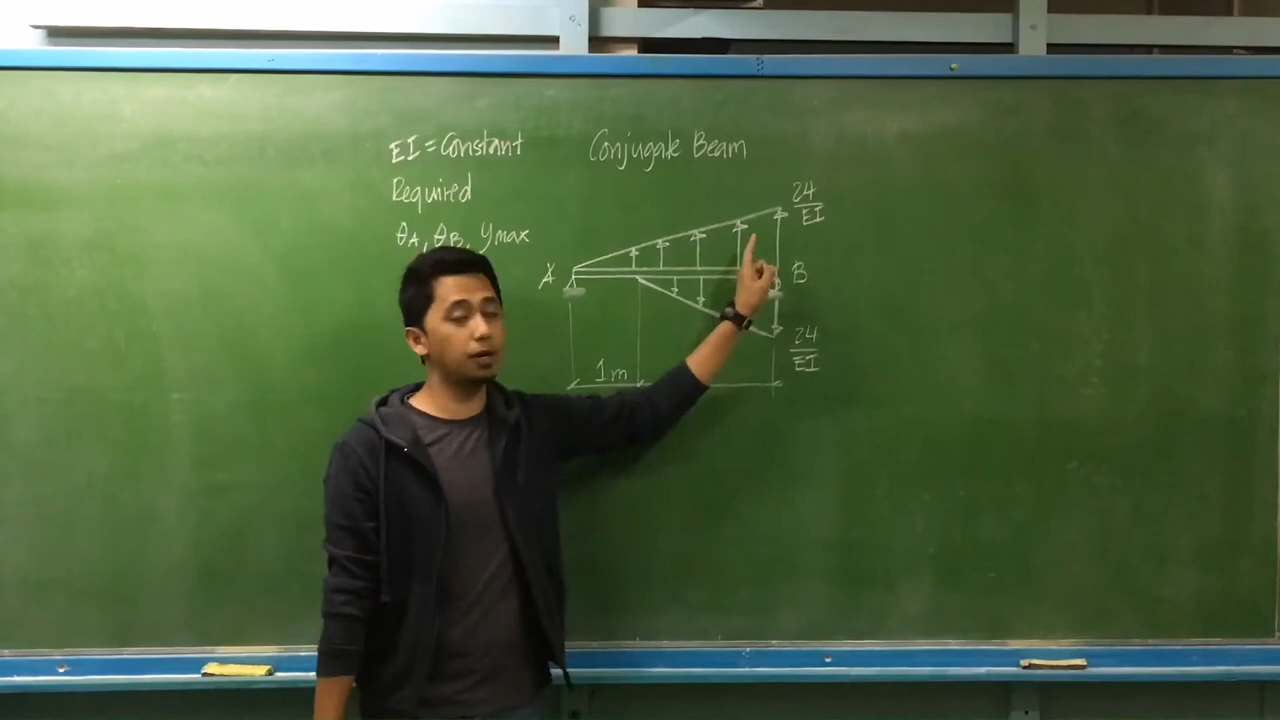 EI = Constant
Conjugate Beam
Required
θA, θB, ymax
24
EI
A
B
24
EI
1m